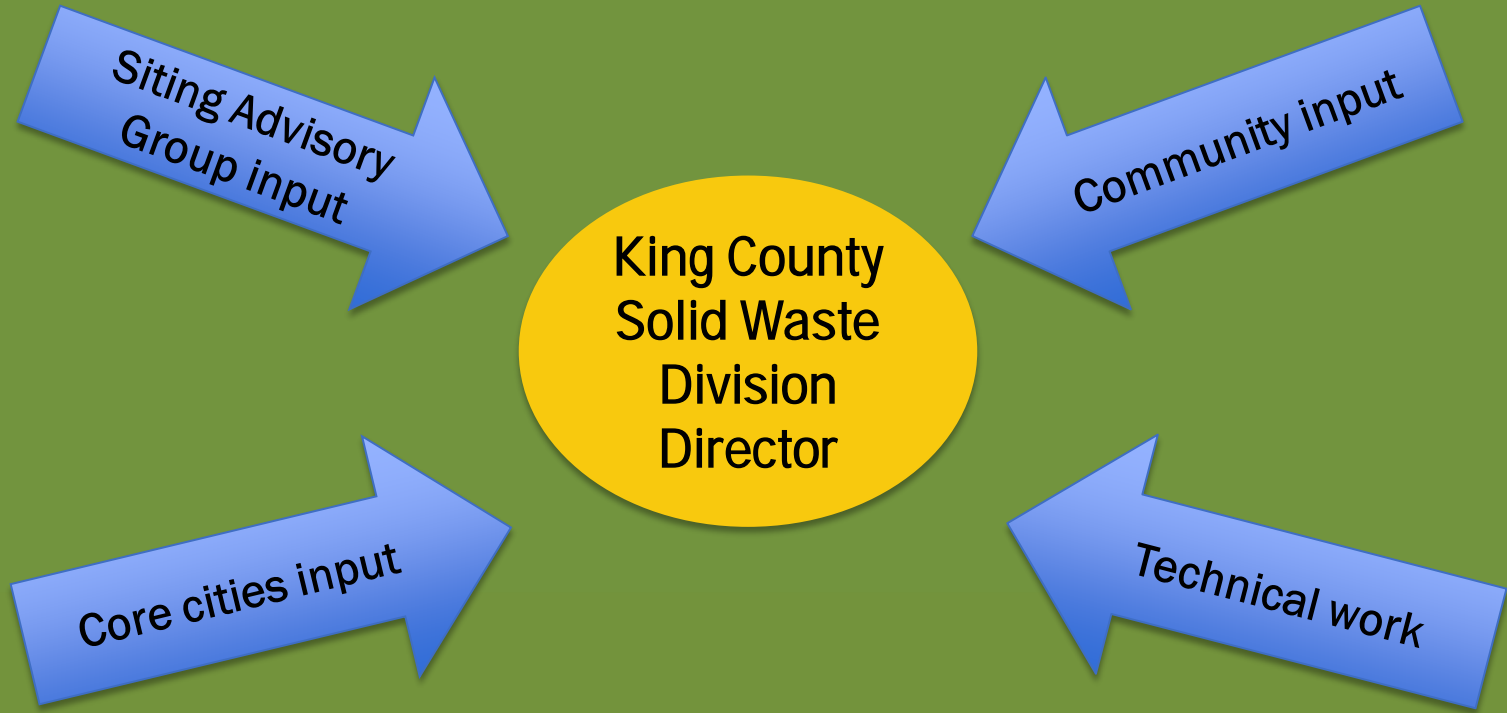 Siting Advisory
Group input
Community input
King County
Solid Waste
Division
Director
Core cities input
Technical work